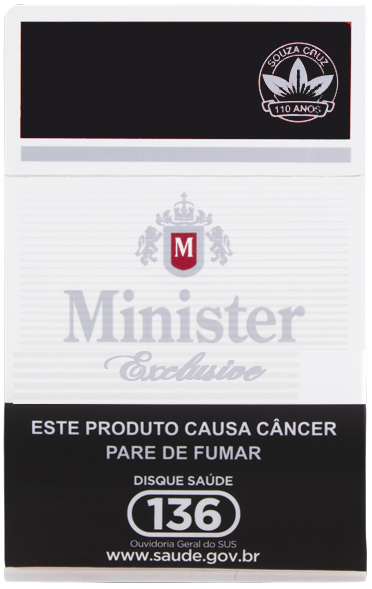 SOUZA CRUZ
110 ANOS
M
Minister
Exclusive
ESTE PRODUTO CAUSA CÂNCER
PARE DE FUMAR
DISQUE SAÚDE
136
Ouvidoria Geral do SUS
www.saude.gov.br